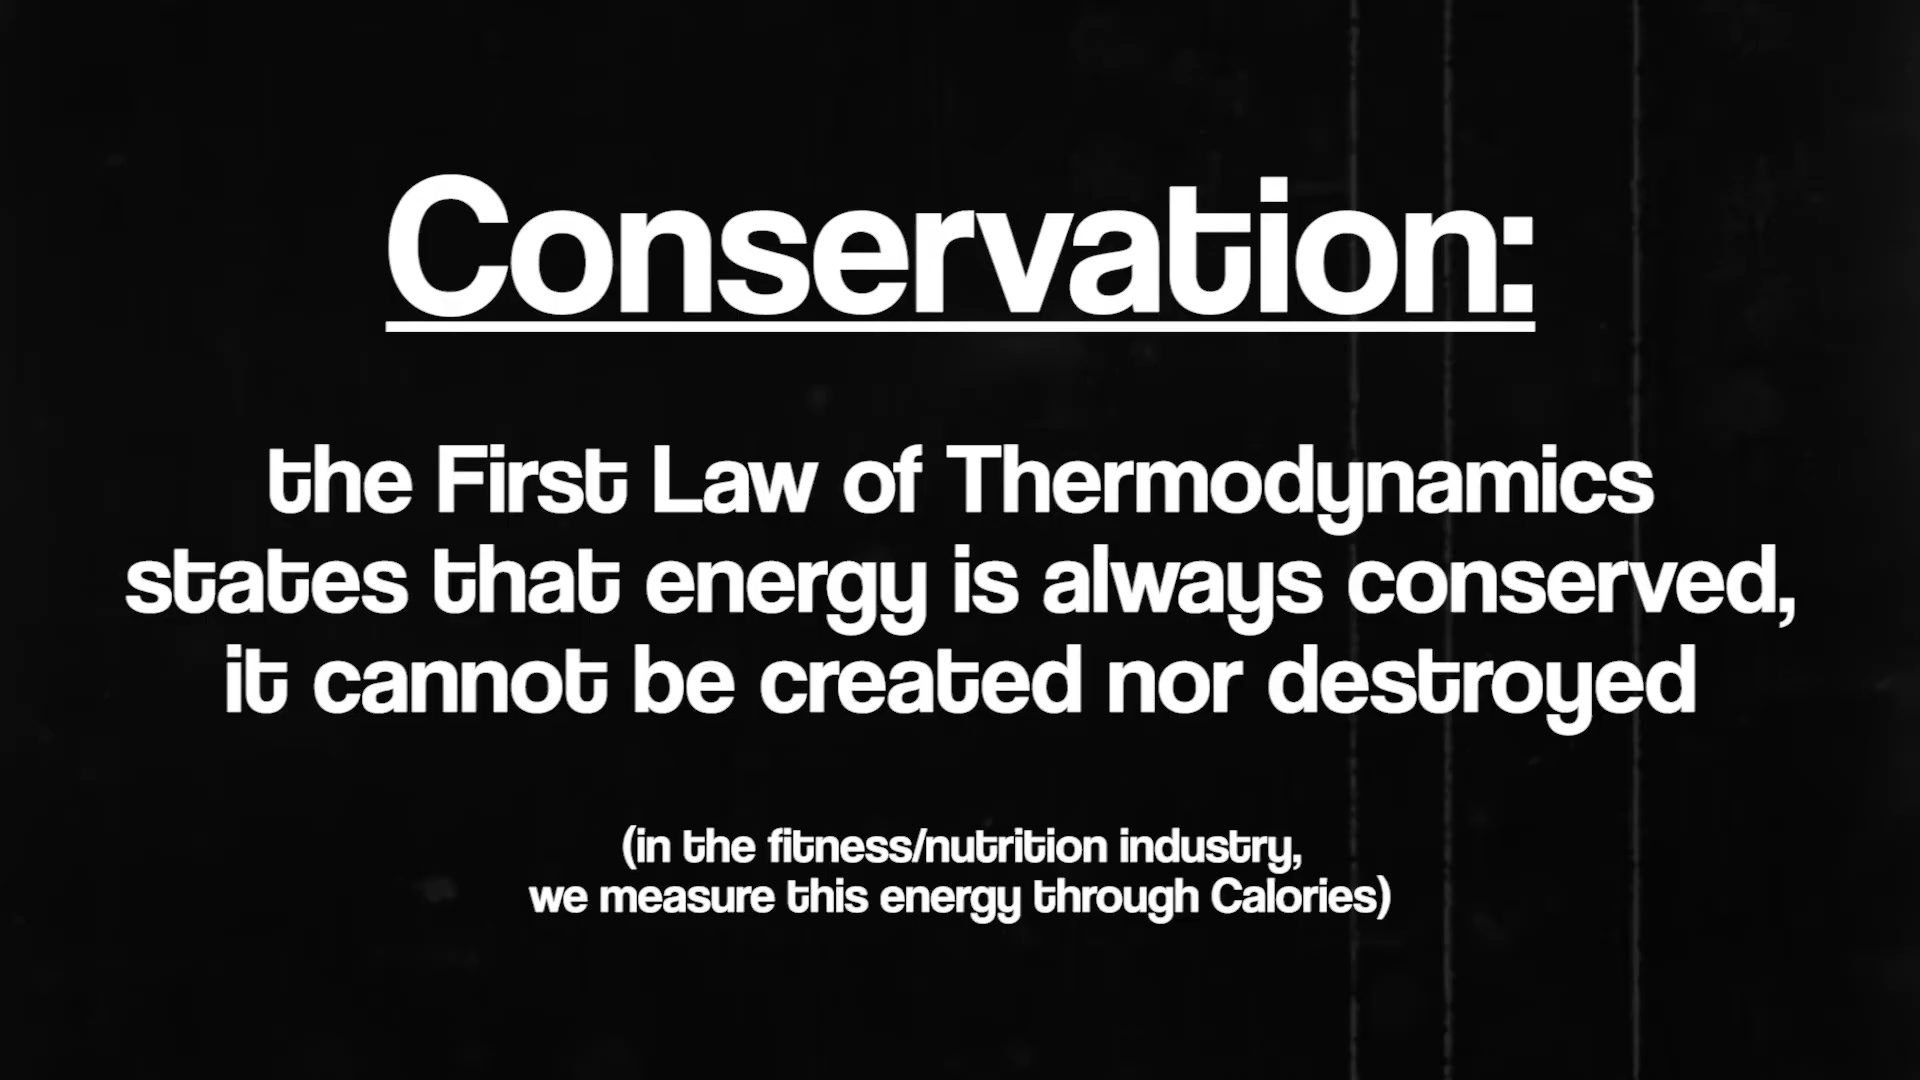 Conservation:
the First Law of Thermodynamics
states that energy is always conserved,
it cannot be created nor destroyed
(in the fitness/nutrition industry,
we measure this energy through Calories)